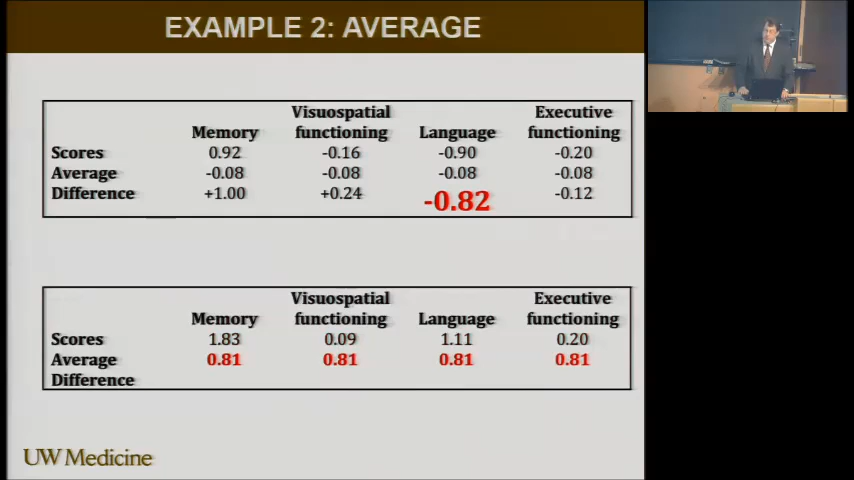 EXAMPLE 2: AVERAGE
Memory Visuospatial functioning Language Executive functioning
Scores 0.92 -0.16 -0.90 -0.20
Average -0.08 -0.08 -0.08 -0.08
Difference +1.00 +0.24 -0.82 -0.12
Memory Visuospatial functioning Language Executive functioning
Scores 1.83 0.09 1.11 0.20
Average 0.81 0.81 0.81 0.81
Difference
UW Medicine